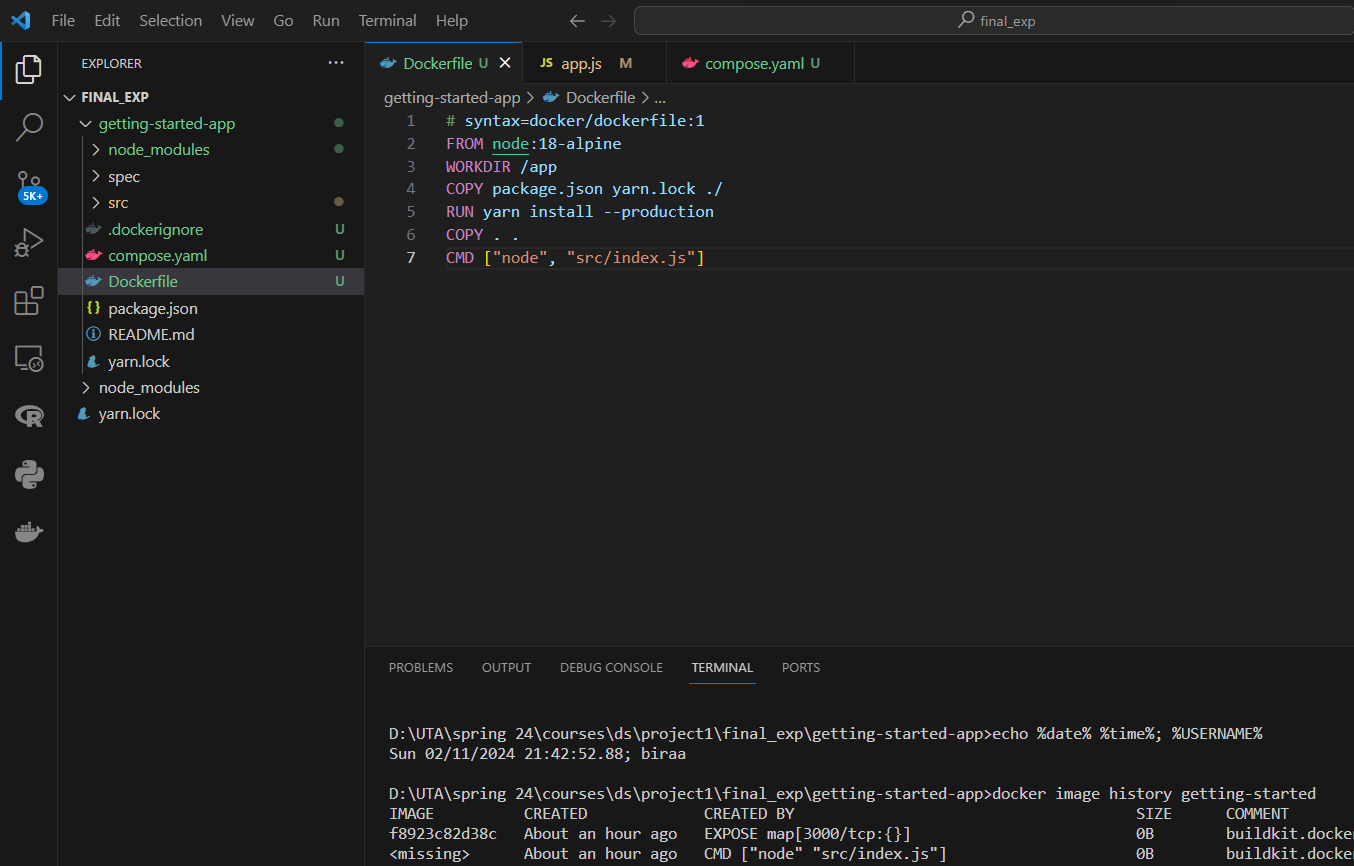 File Edit Selection View Go Run Terminal Help
final_exp
EXPLORER
FINAL_EXP
getting-started-app
node_modules
spec
src
.dockerignore U
compose.yaml U
Dockerfile U
package.json
README.md
yarn.lock
node_modules
yarn.lock
5K+
Dockerfile U
JS app.js M
compose.yaml U
getting-started-app > Dockerfile > ...
1 # syntax=docker/dockerfile:1
2 FROM node:18-alpine
3 WORKDIR /app
4 COPY package.json yarn.lock ./
5 RUN yarn install --production
6 COPY . .
7 CMD ["node", "src/index.js"]
PROBLEMS OUTPUT DEBUG CONSOLE TERMINAL PORTS
D:\UTA\spring 24\courses\ds\project1\final_exp\getting-started-app>echo %date% %time%; %USERNAME%
Sun 02/11/2024 21:42:52.88; biraa
D:\UTA\spring 24\courses\ds\project1\final_exp\getting-started-app>docker image history getting-started
IMAGE CREATED CREATED BY SIZE COMMENT
f8923c82d38c About an hour ago EXPOSE map[3000/tcp:{}] 0B buildkit.docke
<missing> About an hour ago CMD ["node" "src/index.js"] 0B buildkit.docke